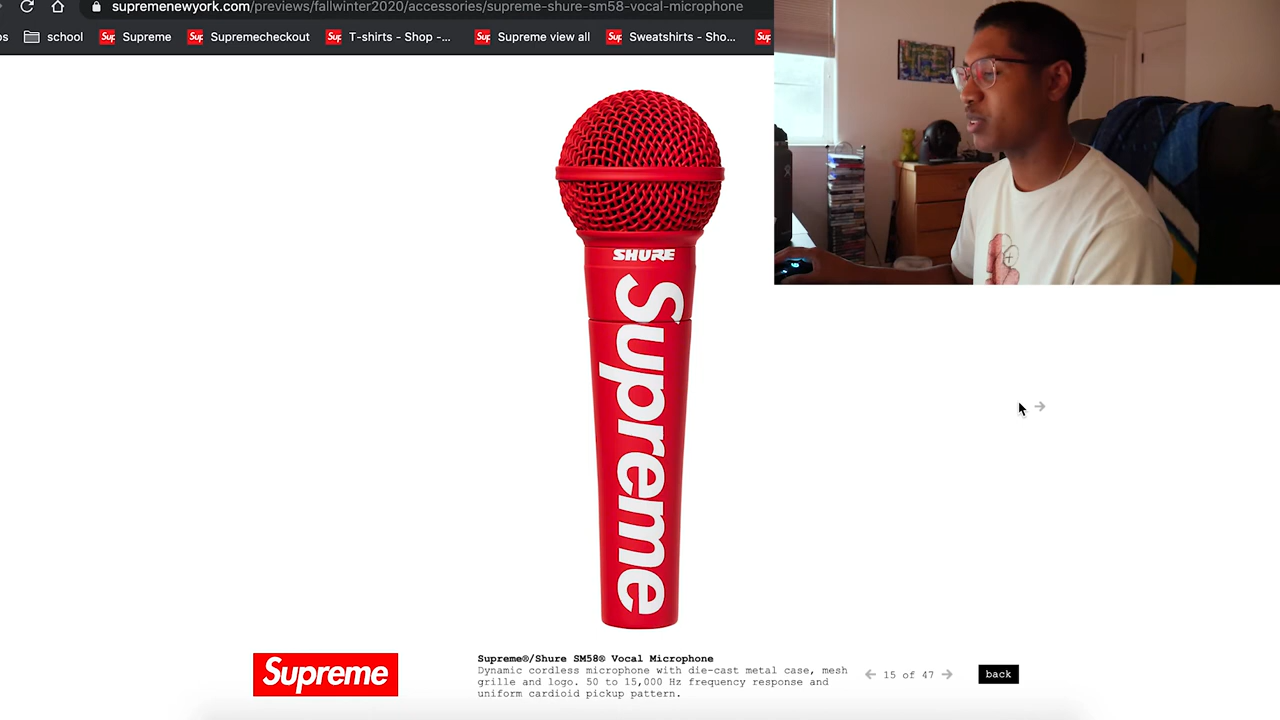 supremenewyork.com/previews/fallwinter2020/accessories/supreme-shure-sm58-vocal-microphone
school
Supreme
Supremecheckout
T-shirts - Shop -...
Supreme view all
Sweatshirts - Sho...
SHURE
Supreme
Supreme
Supreme®/Shure SM58® Vocal Microphone
Dynamic cordless microphone with die-cast metal case, mesh
grille and logo. 50 to 15,000 Hz frequency response and
uniform cardioid pickup pattern.
15 of 47
back